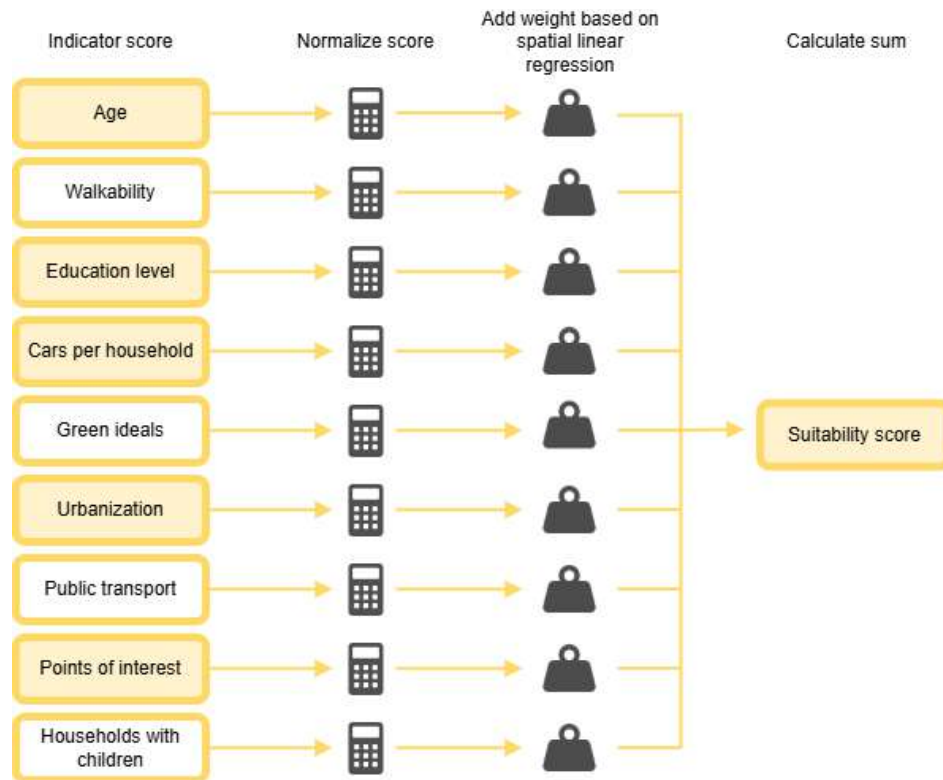 Indicator score
Normalize score
Add weight based on
spatial linear
regression
Calculate sum
Age
Walkability
Education level
Cars per household
Green ideals
Suitability score
Urbanization
Public transport
Points of interest
Households with
children